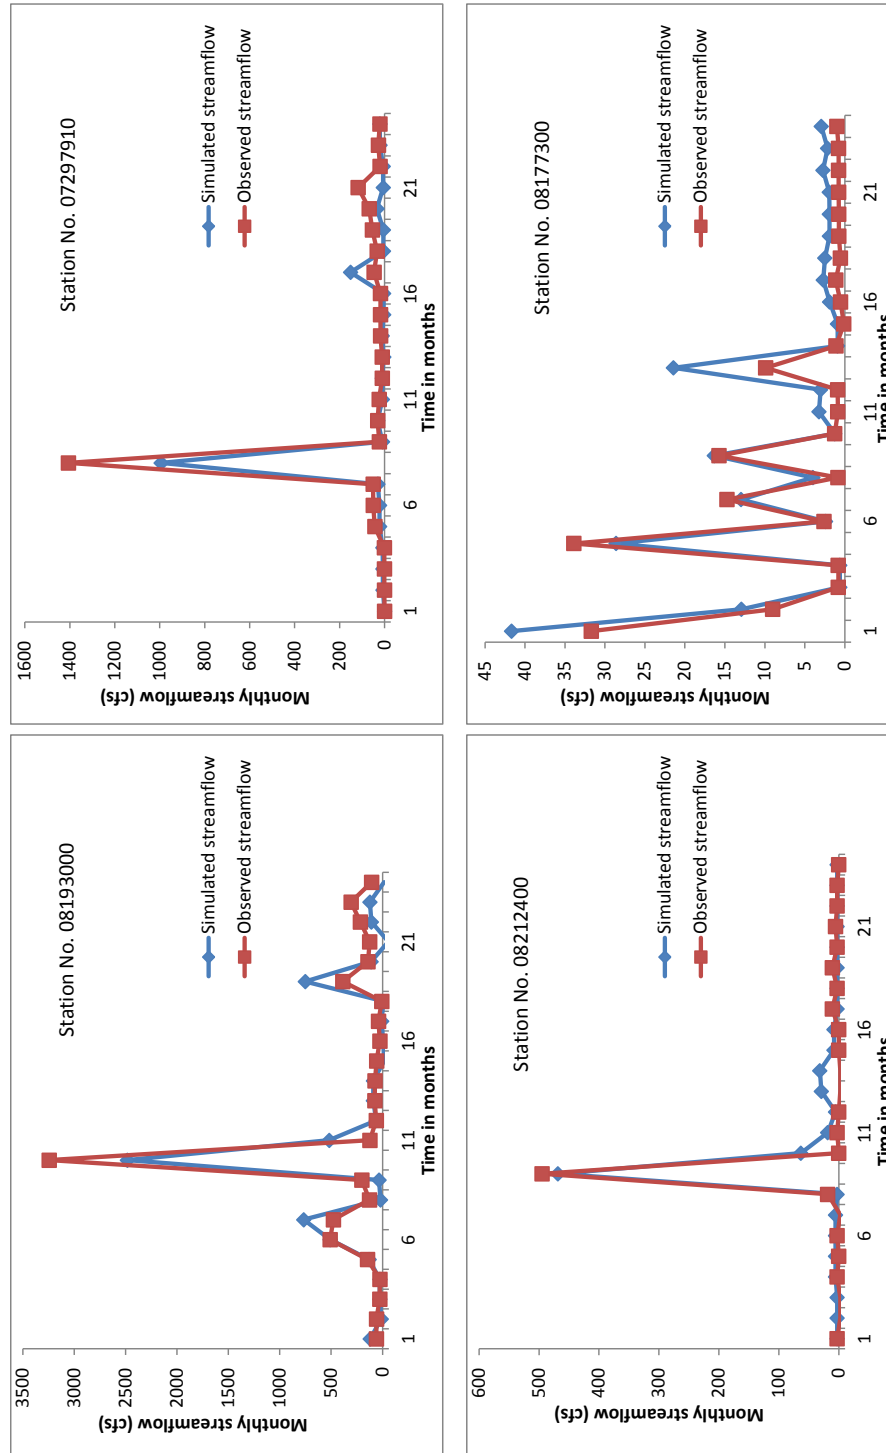 Station No. 08193000
3500
3000
2500
2000
1500
1000
500
0
Monthly streamflow (cfs)
Simulated streamflow
Observed streamflow
1
6
11
16
21
Time in months
Station No. 07297910
1600
1400
1200
1000
800
600
400
200
0
Monthly streamflow (cfs)
Simulated streamflow
Observed streamflow
1
6
11
16
21
Time in months
Station No. 08212400
600
500
400
300
200
100
0
Monthly streamflow (cfs)
Simulated streamflow
Observed streamflow
1
6
11
16
21
Time in months
Station No. 08177300
45
40
35
30
25
20
15
10
5
0
Monthly streamflow (cfs)
Simulated streamflow
Observed streamflow
1
6
11
16
21
Time in months